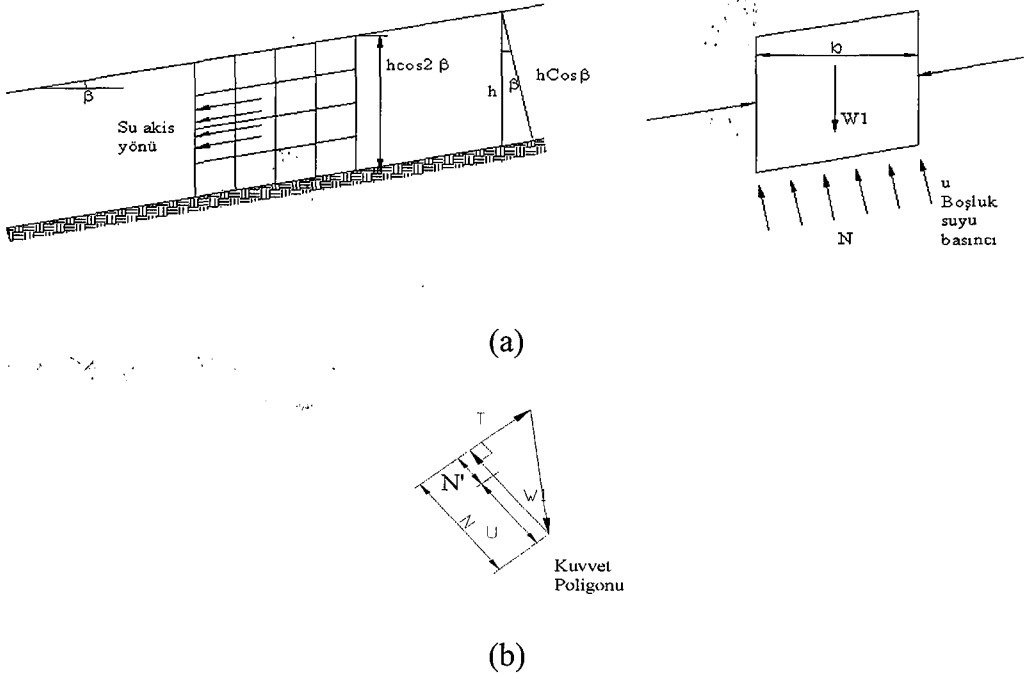 β
Su akis
yönü
hcos2 β
h
β
hCosβ
b
W1
N
u
Boşluk
suyu
basıncı
(a)
T
N'
W1
N
U
Kuvvet
Poligonu
(b)